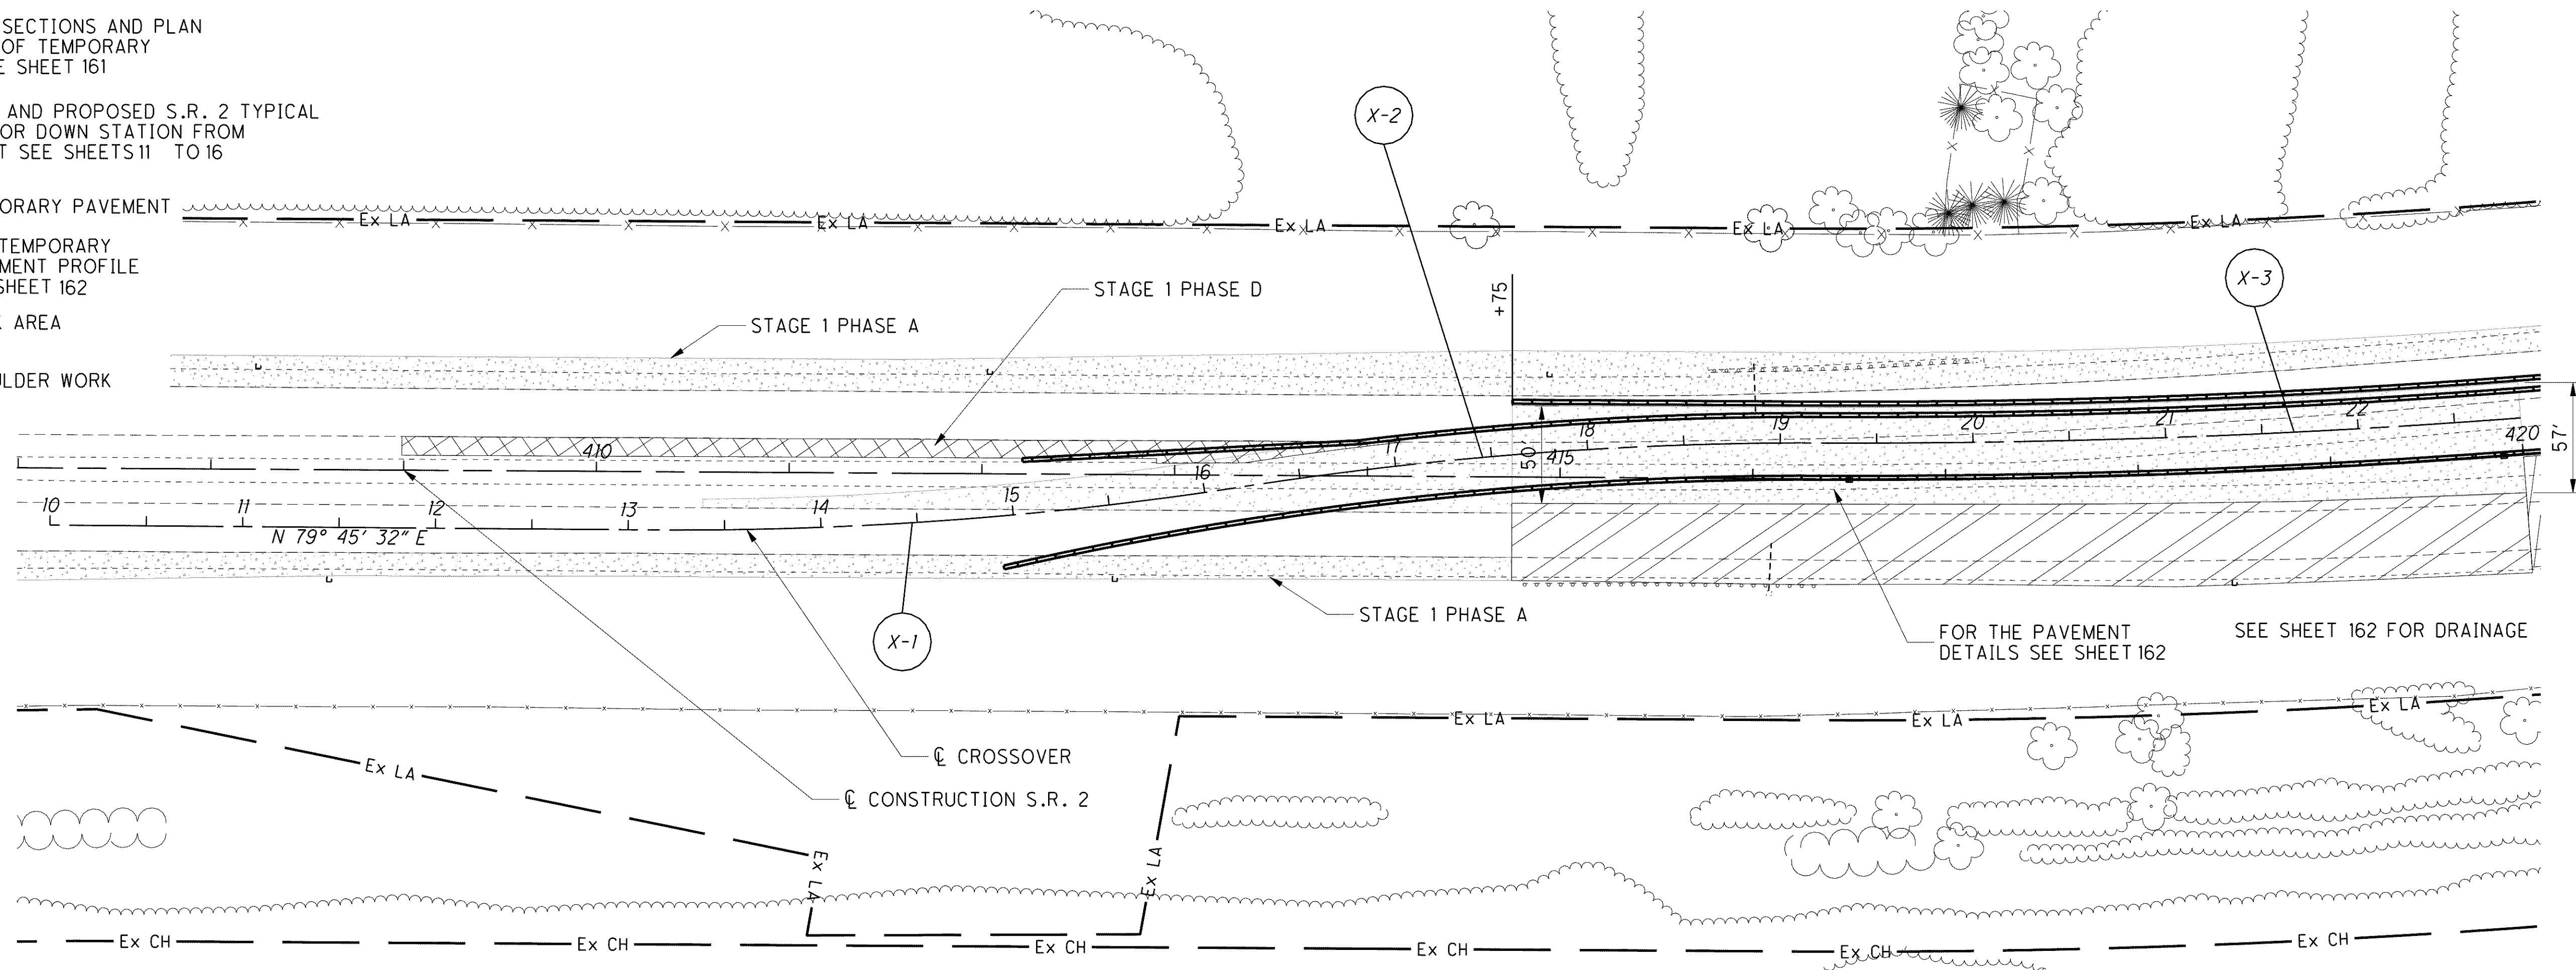 SECTIONS AND PLAN
OF TEMPORARY
SHEET 161
AND PROPOSED S.R. 2 TYPICAL
OR DOWN STATION FROM
SEE SHEETS 11 TO 16
ORARY PAVEMENT
TEMPORARY
MENT PROFILE
SHEET 162
AREA
LDER WORK
Ex LA
Ex LA
Ex LA
Ex LA
Ex LA
X-2
X-3
+75
STAGE 1 PHASE D
STAGE 1 PHASE A
410
415
420
10
11
12
13
14
15
16
17
18
19
20
21
22
50'
57'
N 79° 45' 32" E
X-1
STAGE 1 PHASE A
FOR THE PAVEMENT
DETAILS SEE SHEET 162
SEE SHEET 162 FOR DRAINAGE
℄ CROSSOVER
℄ CONSTRUCTION S.R. 2
Ex LA
Ex LA
Ex LA
Ex LA
Ex LA
Ex LA
Ex CH
Ex CH
Ex CH
Ex CH
Ex CH
Ex CH